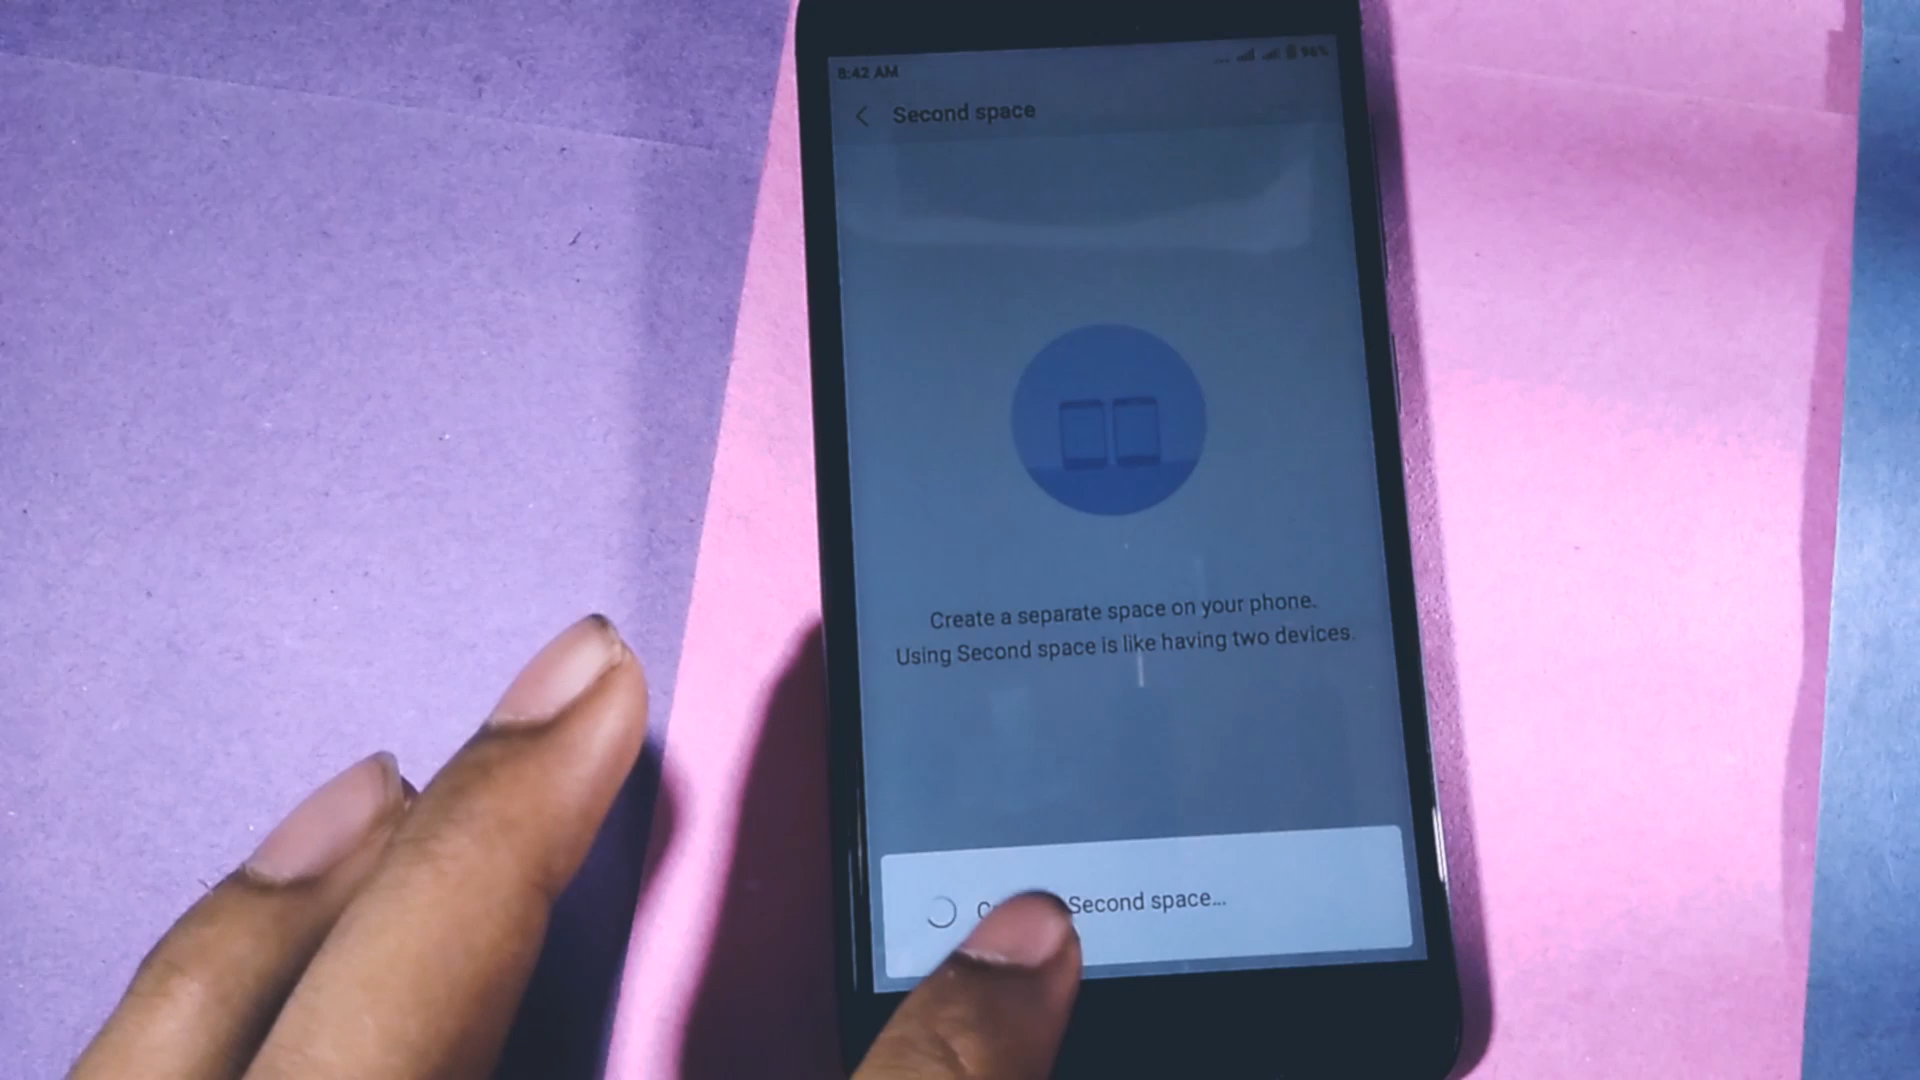 8:42 AM
96%
Second space
Create a separate space on your phone.
Using Second space is like having two devices.
Second space...